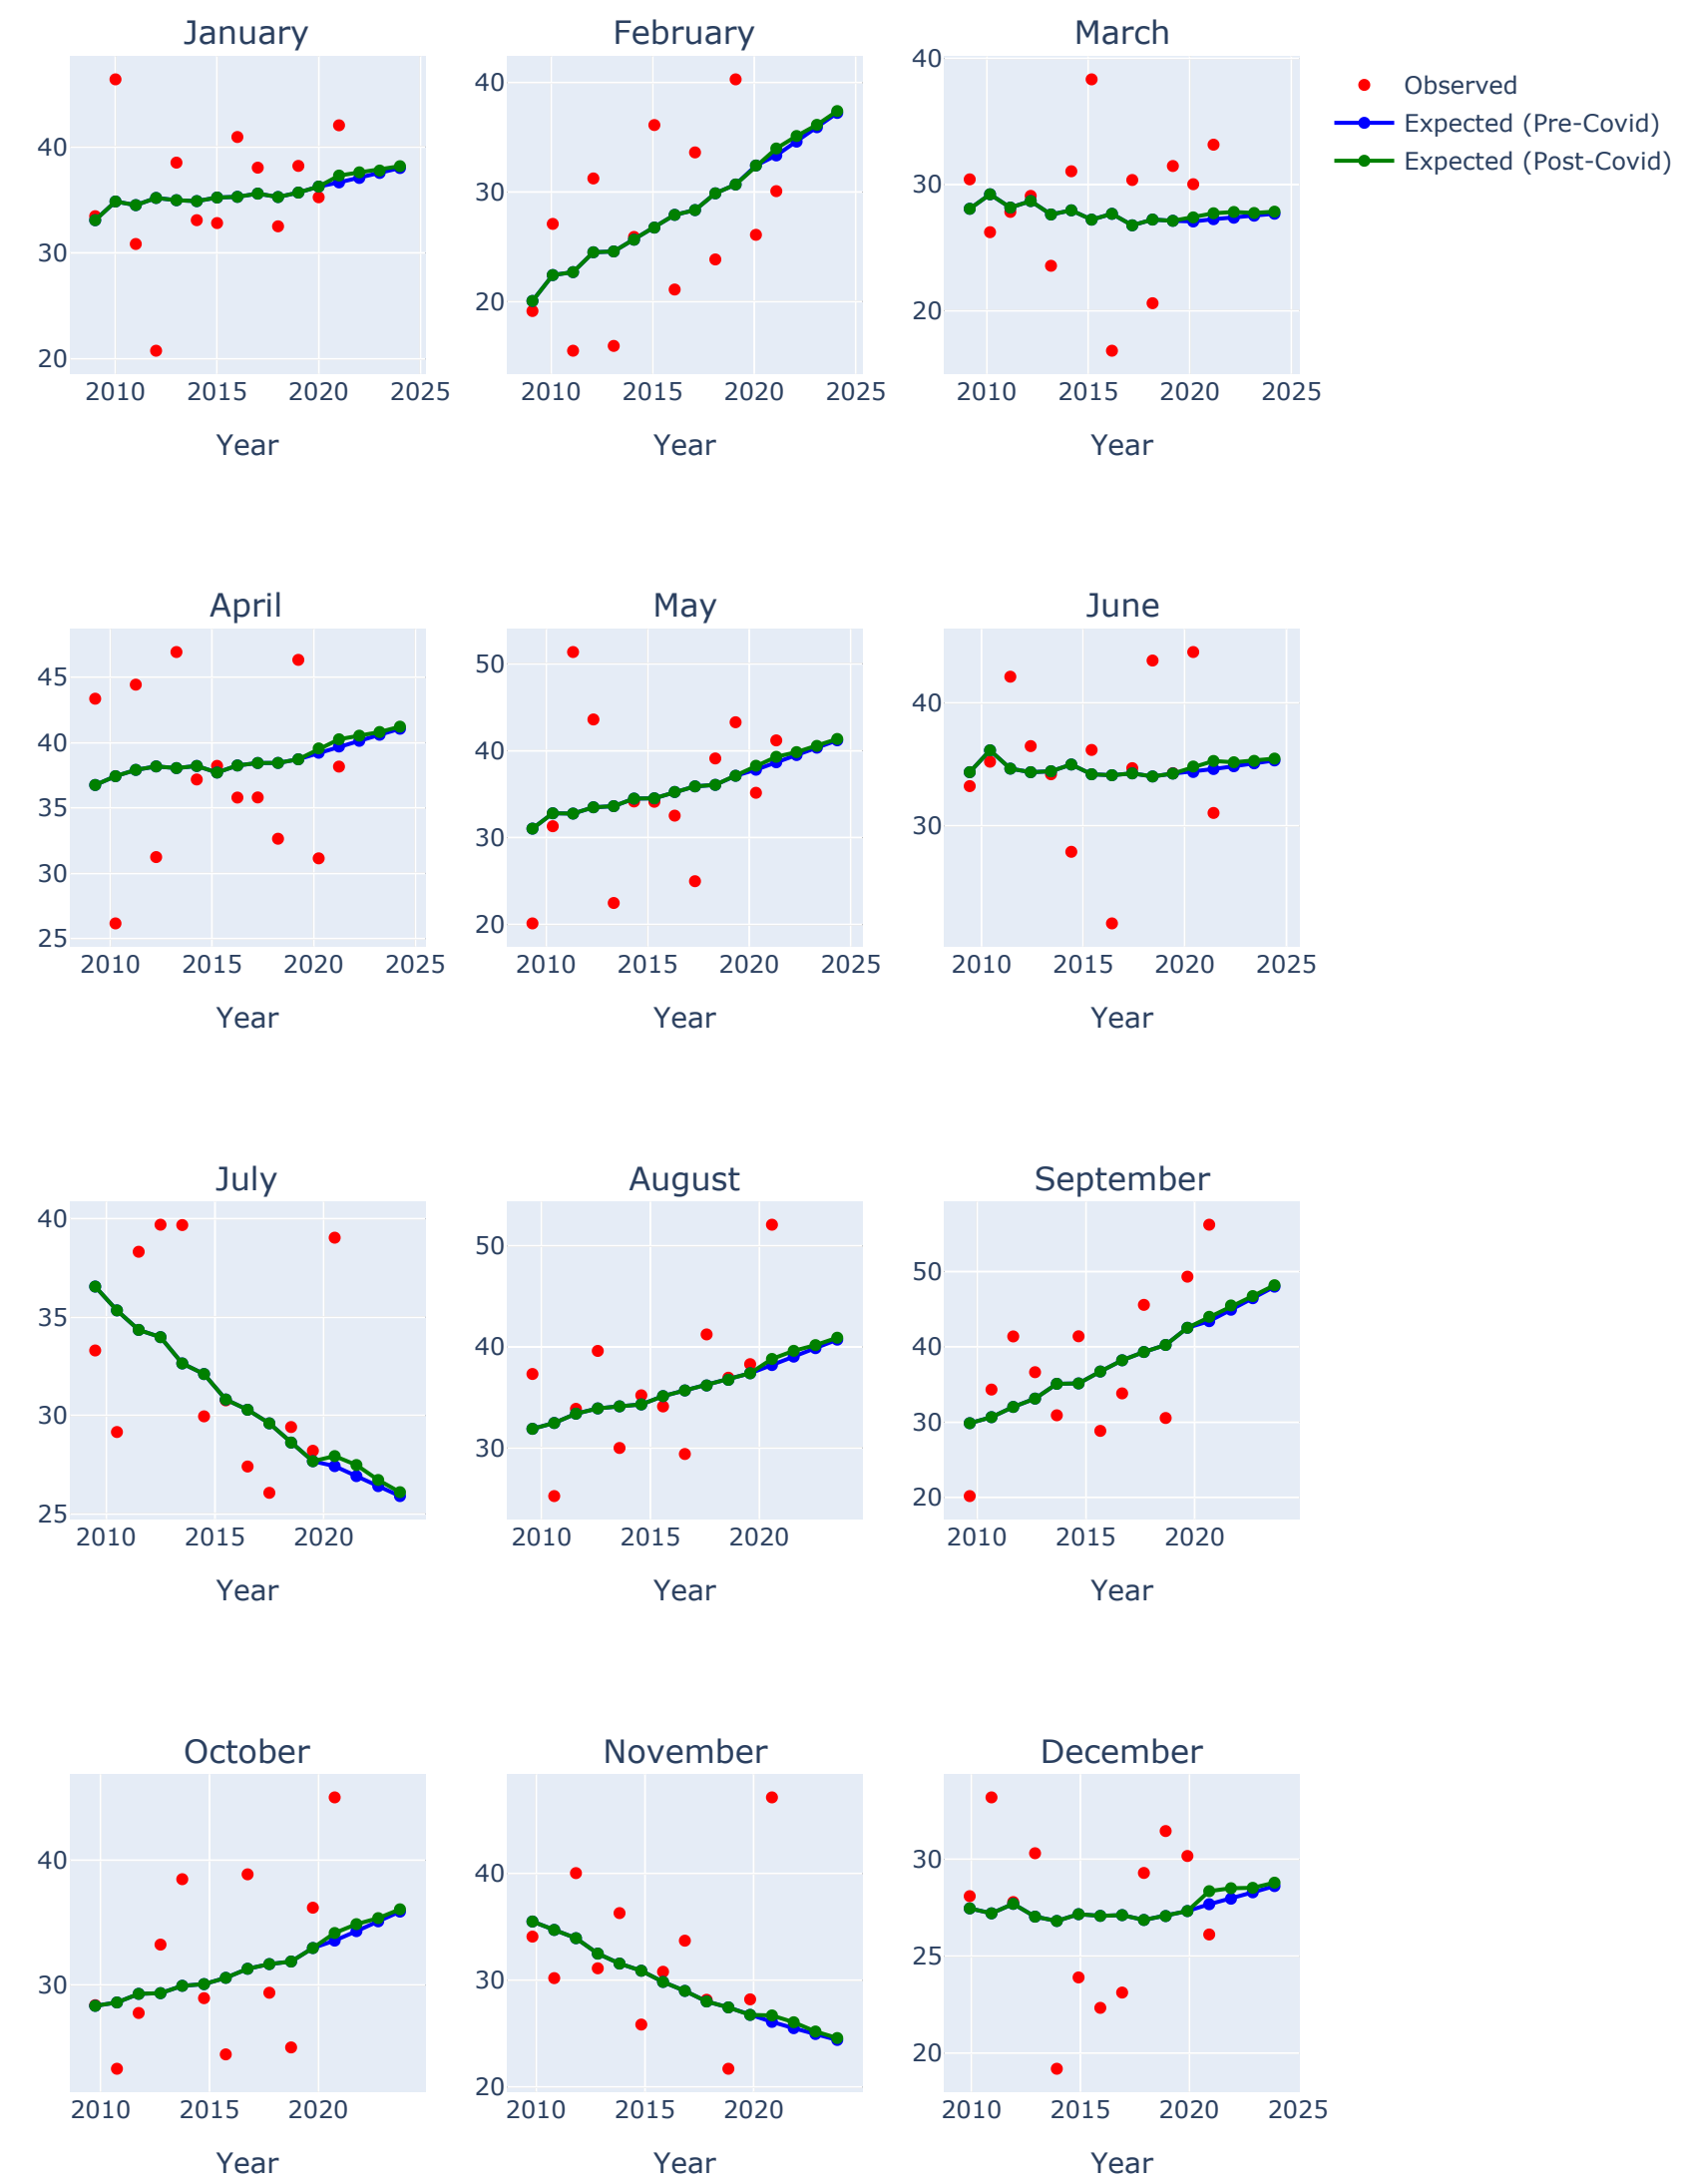 January February March
40 30 20
2010 2015 2020 2025
Year
40 30 20
2010 2015 2020 2025
Year
40 30 20
2010 2015 2020 2025
Year
Observed
Expected (Pre-Covid)
Expected (Post-Covid)
April May June
45 40 35 30 25
2010 2015 2020 2025
Year
50 40 30 20
2010 2015 2020 2025
Year
40 30
2010 2015 2020 2025
Year
July August September
40 35 30 25
2010 2015 2020
Year
50 40 30
2010 2015 2020
Year
50 40 30 20
2010 2015 2020
Year
October November December
40 30
2010 2015 2020
Year
40 30 20
2010 2015 2020
Year
30 25 20
2010 2015 2020 2025
Year